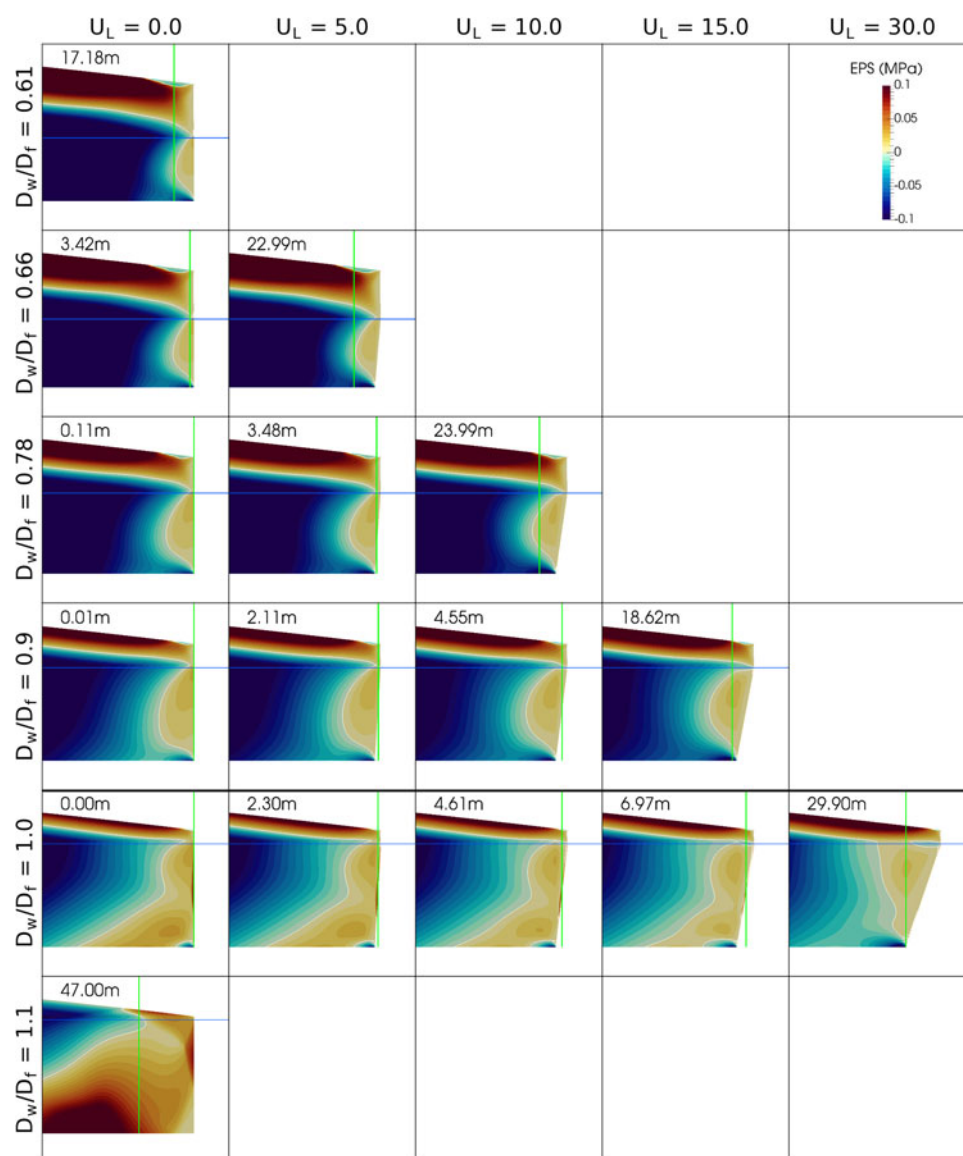 U_L = 0.0 U_L = 5.0 U_L = 10.0 U_L = 15.0 U_L = 30.0
D_w/D_f = 0.61
17.18m
EPS (MPa)
0.1
0.05
0
-0.05
-0.1
D_w/D_f = 0.66
3.42m 22.99m
D_w/D_f = 0.78
0.11m 3.48m 23.99m
D_w/D_f = 0.9
0.01m 2.11m 4.55m 18.62m
D_w/D_f = 1.0
0.00m 2.30m 4.61m 6.97m 29.90m
D_w/D_f = 1.1
47.00m